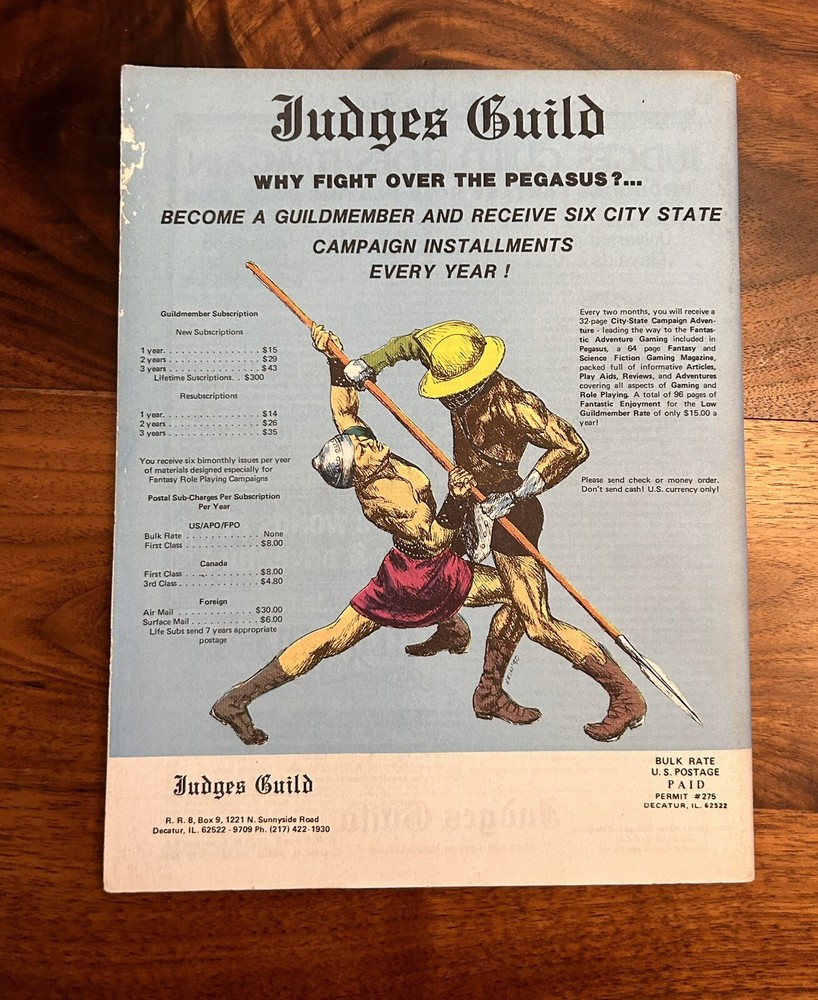 Judges Guild
WHY FIGHT OVER THE PEGASUS?...
BECOME A GUILDMEMBER AND RECEIVE SIX CITY STATE
CAMPAIGN INSTALLMENTS
EVERY YEAR !
Guildmember Subscription
New Subscriptions
1 year. . . . . . . . . . . . . . . . $15
2 years . . . . . . . . . . . . . . . $29
3 years . . . . . . . . . . . . . . . $43
Lifetime Suscriptions. . $300
Resubscriptions
1 year. . . . . . . . . . . . . . . . $14
2 years . . . . . . . . . . . . . . . $26
3 years . . . . . . . . . . . . . . . $35
You receive six bimonthly issues per year
of materials designed especially for
Fantasy Role Playing Campaigns
Postal Sub-Charges Per Subscription
Per Year
US/APO/FPO
Bulk Rate . . . . . . . . . . . . None
First Class . . . . . . . . . . . $8.00
Canada
First Class . . . . . . . . . . . $8.00
3rd Class . . . . . . . . . . . . $4.80
Foreign
Air Mail . . . . . . . . . . . . $30.00
Surface Mail . . . . . . . . . . $6.00
Life Subs send 7 years appropriate
postage
Every two months, you will receive a
32-page City-State Campaign Adven-
ture - leading the way to the Fantas-
tic Adventure Gaming included in
Pegasus, a 64 page Fantasy and
Science Fiction Gaming Magazine,
packed full of informative Articles,
Play Aids, Reviews, and Adventures
covering all aspects of Gaming and
Role Playing. A total of 96 pages of
Fantastic Enjoyment for the Low
Guildmember Rate of only $15.00 a
year!
Please send check or money order.
Don't send cash! U.S. currency only!
Judges Guild
R. R. 8, Box 9, 1221 N. Sunnyside Road
Decatur, IL. 62522 - 9709 Ph. (217) 422-1930
BULK RATE
U. S. POSTAGE
PAID
PERMIT #275
DECATUR, IL. 62522